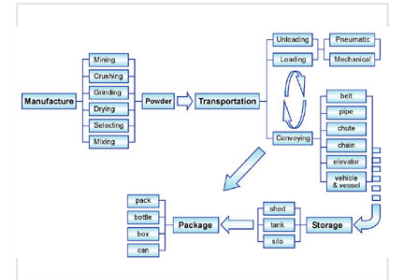 Manufacture
Mining
Crushing
Grinding
Drying
Selecting
Mixing
Powder
Transportation
Unloading
Loading
Conveying
Pneumatic
Mechanical
belt
pipe
chute
chain
elevator
vehicle
& vessel
Storage
shed
tank
silo
Package
pack
bottle
box
can